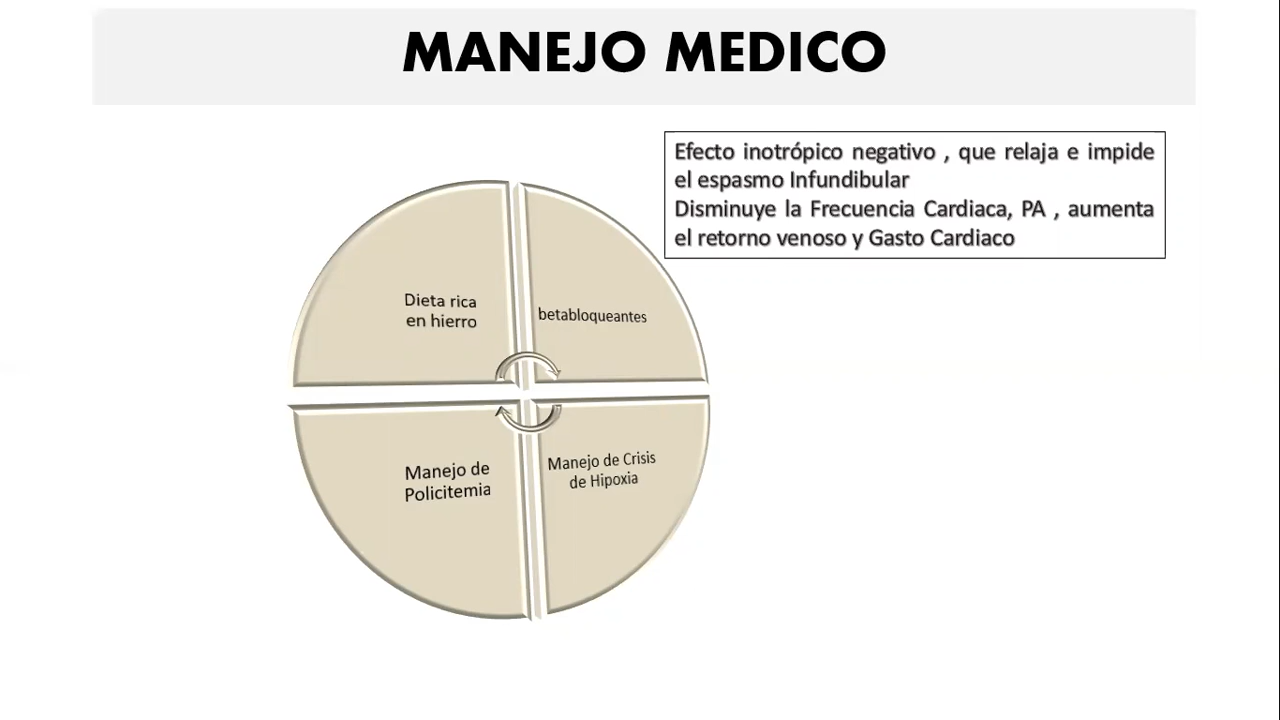 MANEJO MEDICO
Efecto inotrópico negativo , que relaja e impide
el espasmo Infundibular
Disminuye la Frecuencia Cardiaca, PA , aumenta
el retorno venoso y Gasto Cardiaco
Dieta rica
en hierro
betabloqueantes
Manejo de
Policitemia
Manejo de Crisis
de Hipoxia